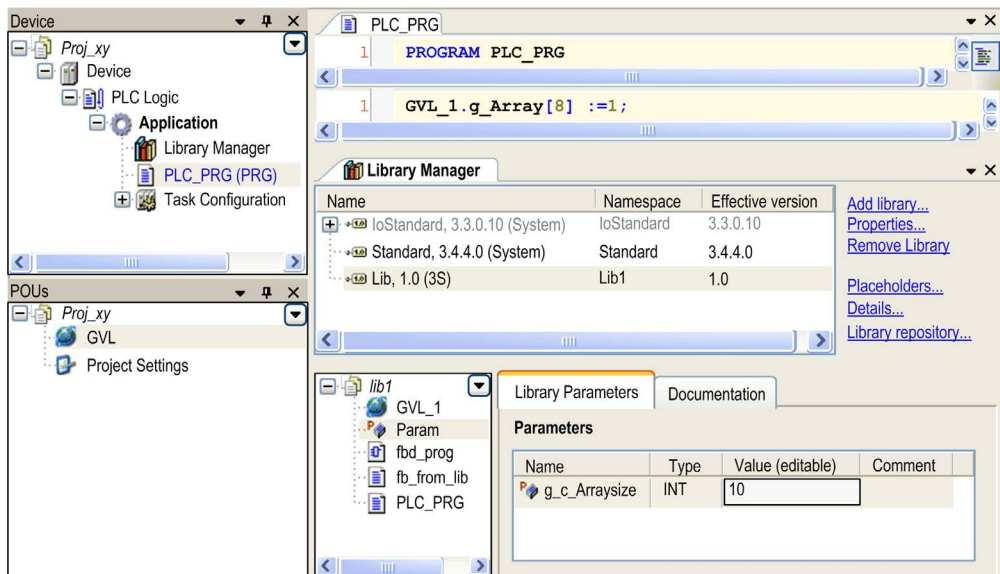 Device
Proj_xy
Device
PLC Logic
Application
Library Manager
PLC_PRG (PRG)
Task Configuration
POUs
Proj_xy
GVL
Project Settings
PLC_PRG
1 PROGRAM PLC_PRG
1 GVL_1.g_Array[8] :=1;
Library Manager
Name Namespace Effective version
IoStandard, 3.3.0.10 (System) IoStandard 3.3.0.10
Standard, 3.4.4.0 (System) Standard 3.4.4.0
Lib, 1.0 (3S) Lib1 1.0
Add library...
Properties...
Remove Library
Placeholders...
Details...
Library repository...
lib1
GVL_1
Param
fbd_prog
fb_from_lib
PLC_PRG
Library Parameters Documentation
Parameters
Name Type Value (editable) Comment
g_c_Arraysize INT 10